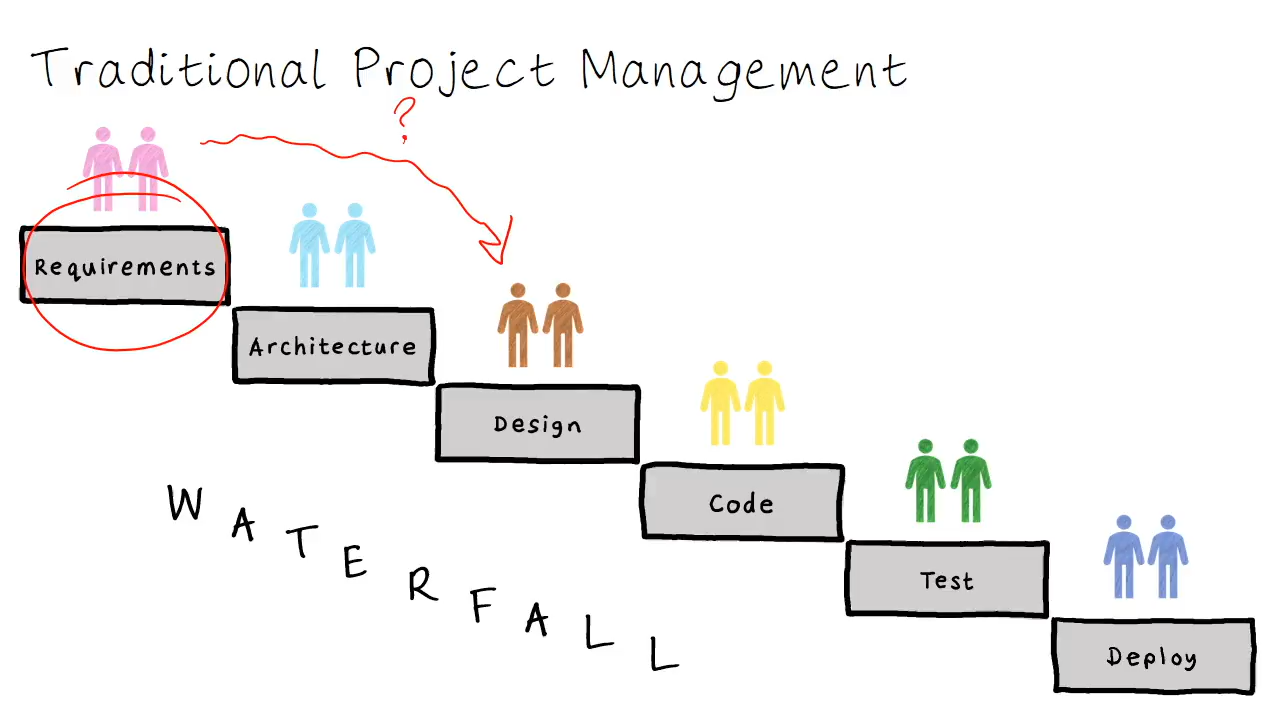 Traditional Project Management
?
Requirements
Architecture
Design
Code
Test
Deploy
WATERFALL